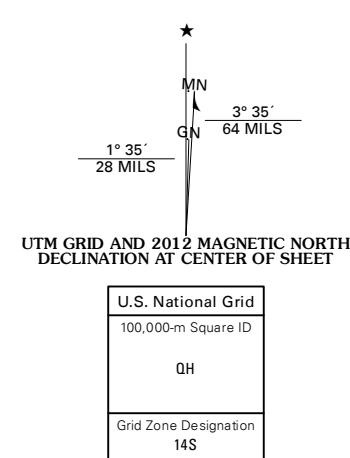 ★
MN
3° 35´
64 MILS
GN
1° 35´
28 MILS
UTM GRID AND 2012 MAGNETIC NORTH
DECLINATION AT CENTER OF SHEET
U.S. National Grid
100,000-m Square ID
QH
Grid Zone Designation
14S